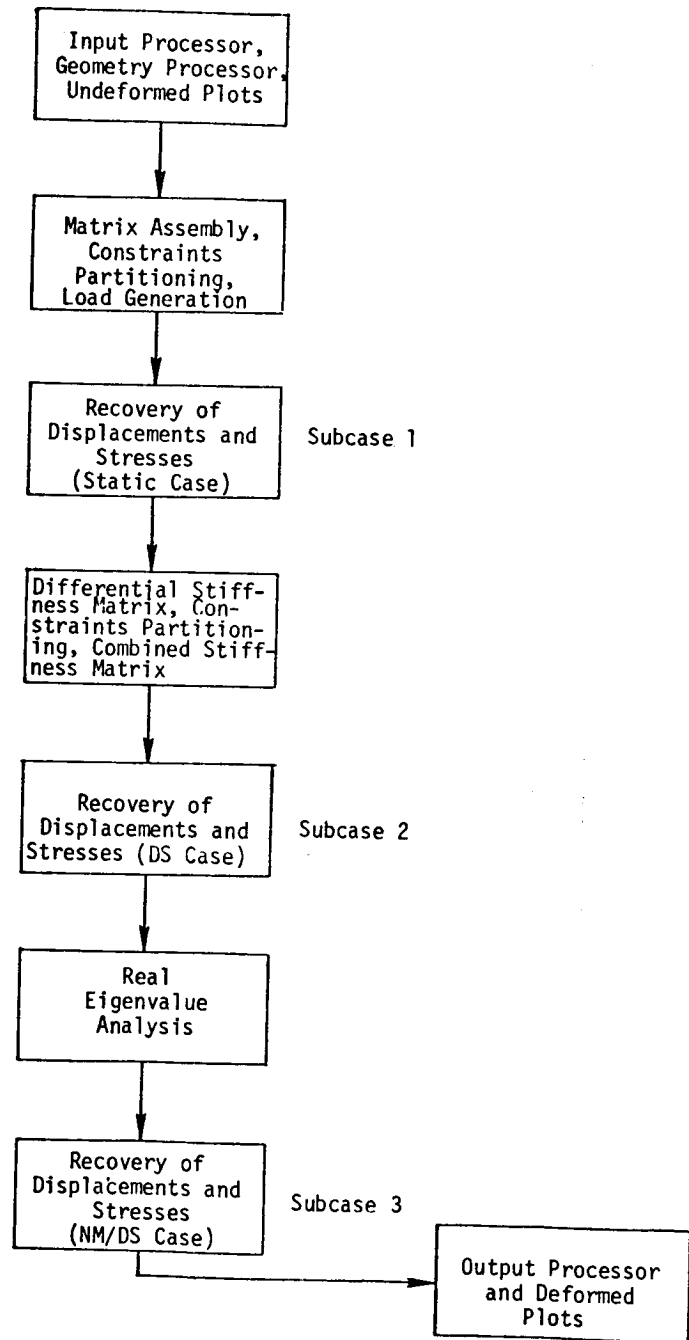 Input Processor,
Geometry Processor,
Undeformed Plots
Matrix Assembly,
Constraints
Partitioning,
Load Generation
Recovery of
Displacements and
Stresses
(Static Case)
Subcase 1
Differential Stiff-
ness Matrix, Con-
straints Partition-
ing, Combined Stiff-
ness Matrix
Recovery of
Displacements and
Stresses (DS Case)
Subcase 2
Real
Eigenvalue
Analysis
Recovery of
Displacements and
Stresses
(NM/DS Case)
Subcase 3
Output Processor
and Deformed
Plots